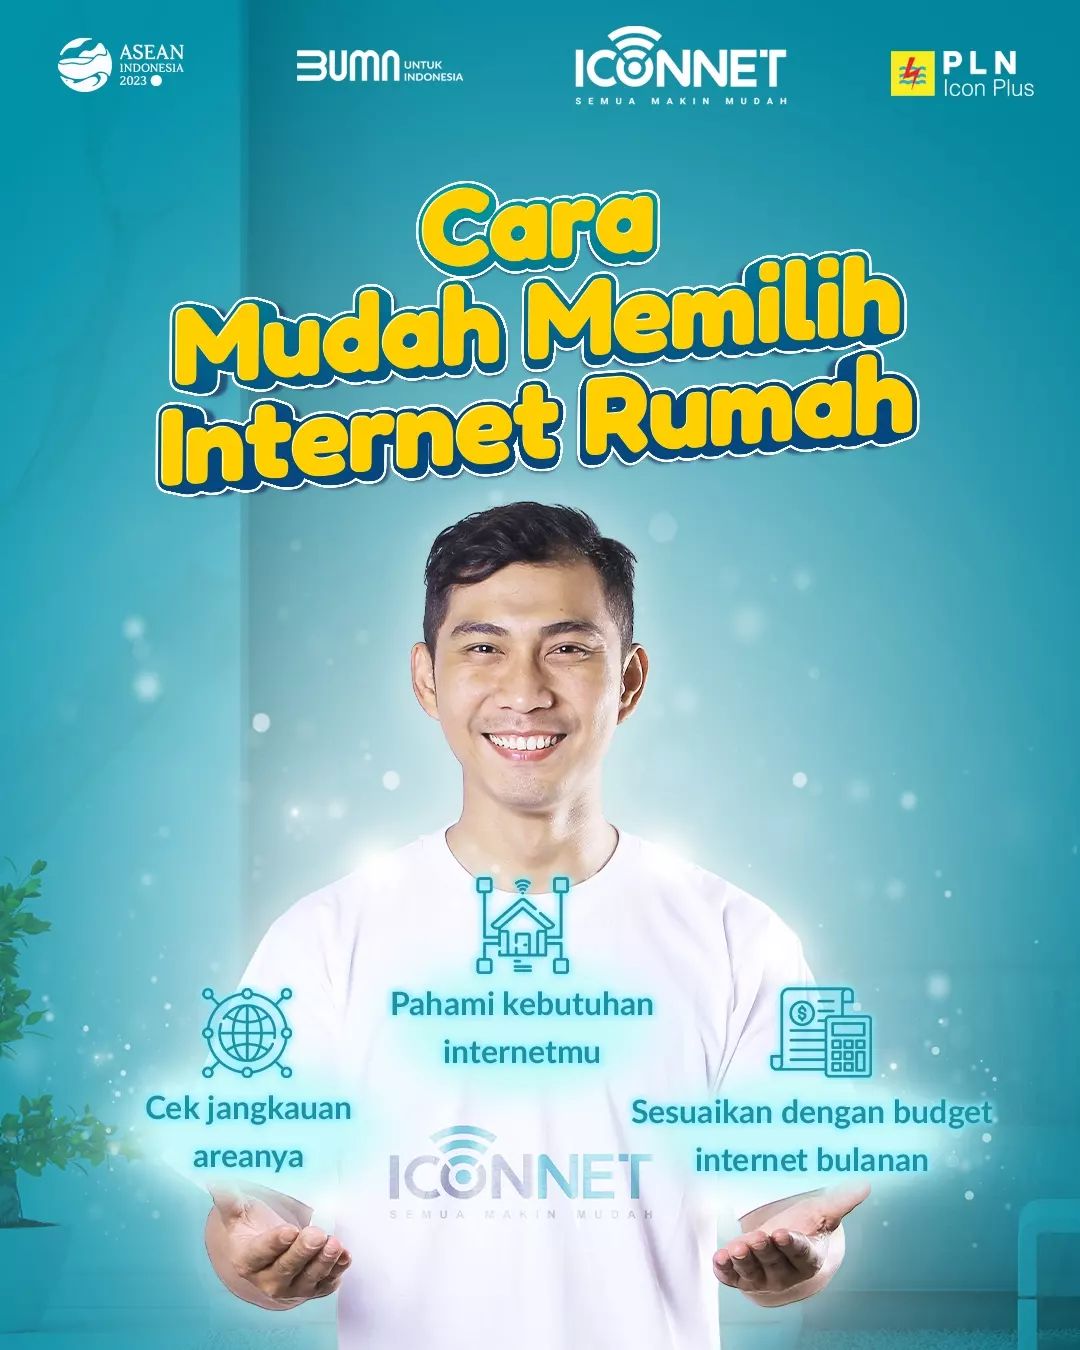 ASEAN
INDONESIA
2023
BUMN UNTUK
INDONESIA
ICONNET
SEMUA MAKIN MUDAH
PLN
Icon Plus
Cara
Mudah Memilih
Internet Rumah
Pahami kebutuhan
internetmu
Cek jangkauan
areanya
Sesuaikan dengan budget
internet bulanan
ICONNET
SEMUA MAKIN MUDAH